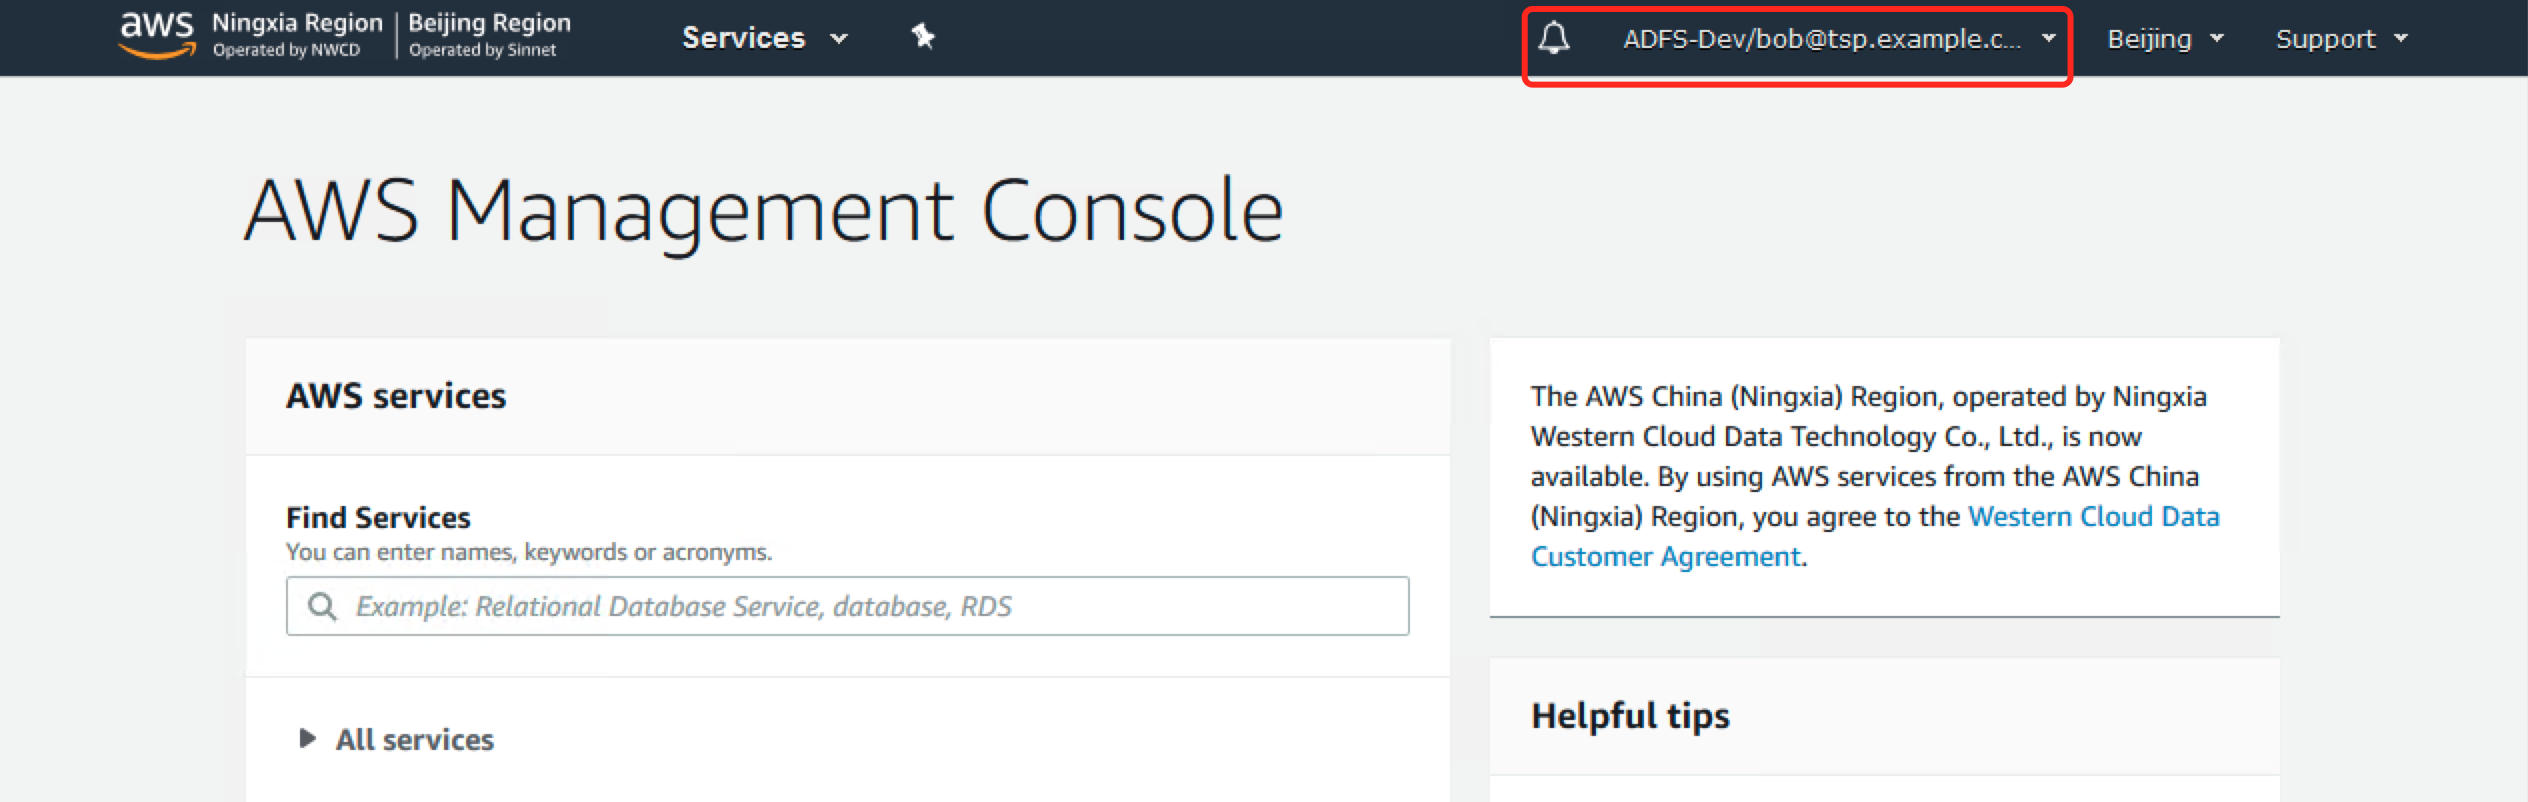 aws Ningxia Region | Beijing Region
Operated by NWCD Operated by Sinnet
Services
ADFS-Dev/bob@tsp.example.c...
Beijing
Support
AWS Management Console
AWS services
Find Services
You can enter names, keywords or acronyms.
Example: Relational Database Service, database, RDS
All services
The AWS China (Ningxia) Region, operated by Ningxia
Western Cloud Data Technology Co., Ltd., is now
available. By using AWS services from the AWS China
(Ningxia) Region, you agree to the Western Cloud Data
Customer Agreement.
Helpful tips